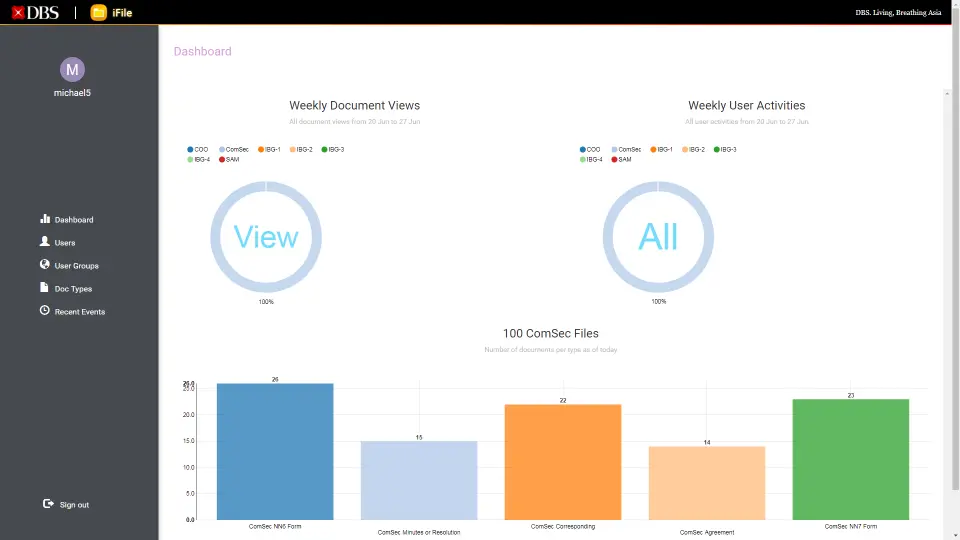 DBS | iFile
DBS. Living, Breathing Asia
M
michael5
Dashboard
Users
User Groups
Doc Types
Recent Events
Sign out
Dashboard
Weekly Document Views
All document views from 20 Jun to 27 Jun
COO ComSec IBG-1 IBG-2 IBG-3
IBG-4 SAM
View
100%
Weekly User Activities
All user activities from 20 Jun to 27 Jun
COO ComSec IBG-1 IBG-2 IBG-3
IBG-4 SAM
All
100%
100 ComSec Files
Number of documents per type as of today
25.0
20.0
15.0
10.0
5.0
0.0
26
15
22
14
23
ComSec NN6 Form
ComSec Minutes or Resolution
ComSec Corresponding
ComSec Agreement
ComSec NN7 Form